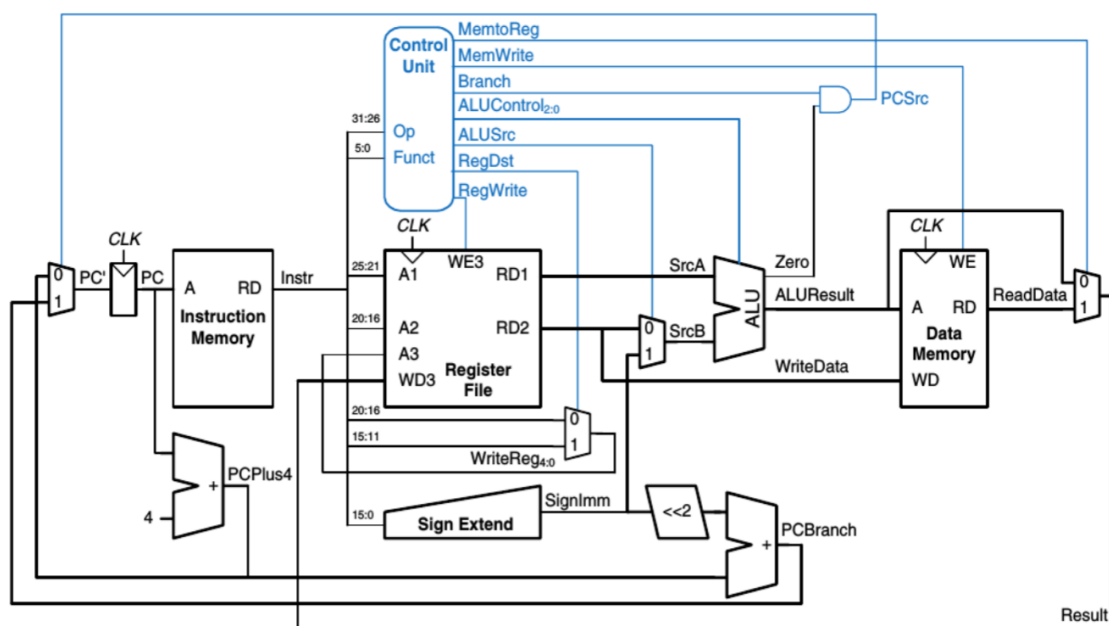 MemtoReg
Control Unit
MemWrite
Branch
PCSrc
ALUControl2:0
31:26
Op
ALUSrc
5:0
Funct
RegDst
RegWrite
CLK
CLK
CLK
0
1
PC'
PC
A
RD
Instruction Memory
Instr
25:21
A1
WE3
RD1
SrcA
Zero
ALU
ALUResult
WE
A
RD
ReadData
0
1
20:16
A2
RD2
0
1
SrcB
A3
Data Memory
WD3
Register File
WriteData
WD
20:16
0
15:11
1
WriteReg4:0
PCPlus4
+
4
15:0
Sign Extend
SignImm
<<2
PCBranch
+
Result